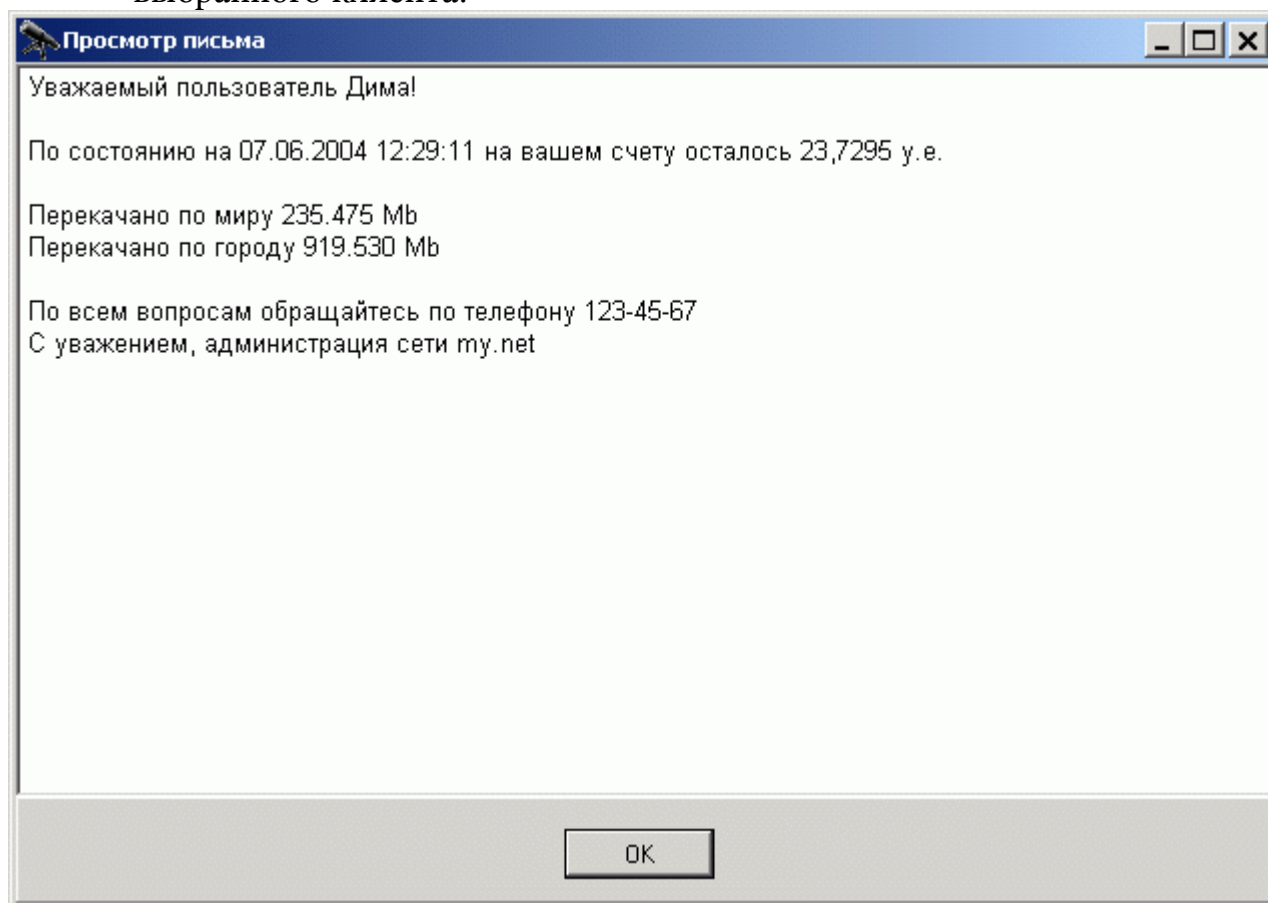 выбранного клиента.
Просмотр письма
Уважаемый пользователь Дима!
По состоянию на 07.06.2004 12:29:11 на вашем счету осталось 23,7295 у.е.
Перекачано по миру 235.475 Mb
Перекачано по городу 919.530 Mb
По всем вопросам обращайтесь по телефону 123-45-67
С уважением, администрация сети my.net
OK